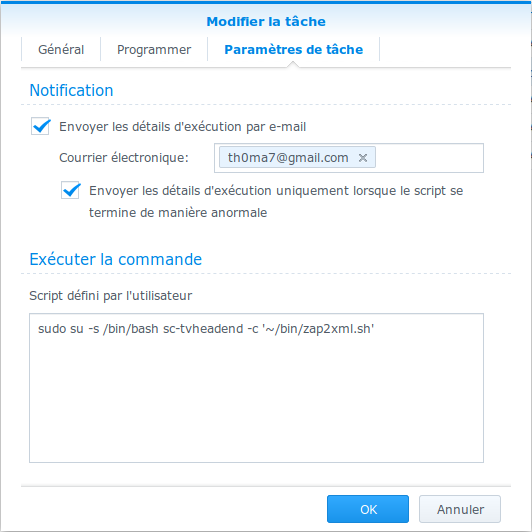 Modifier la tâche
Général
Programmer
Paramètres de tâche
Notification
Envoyer les détails d'exécution par e-mail
Courrier électronique:
th0ma7@gmail.com
Envoyer les détails d'exécution uniquement lorsque le script se
termine de manière anormale
Exécuter la commande
Script défini par l'utilisateur
sudo su -s /bin/bash sc-tvheadend -c '~/bin/zap2xml.sh'
OK
Annuler